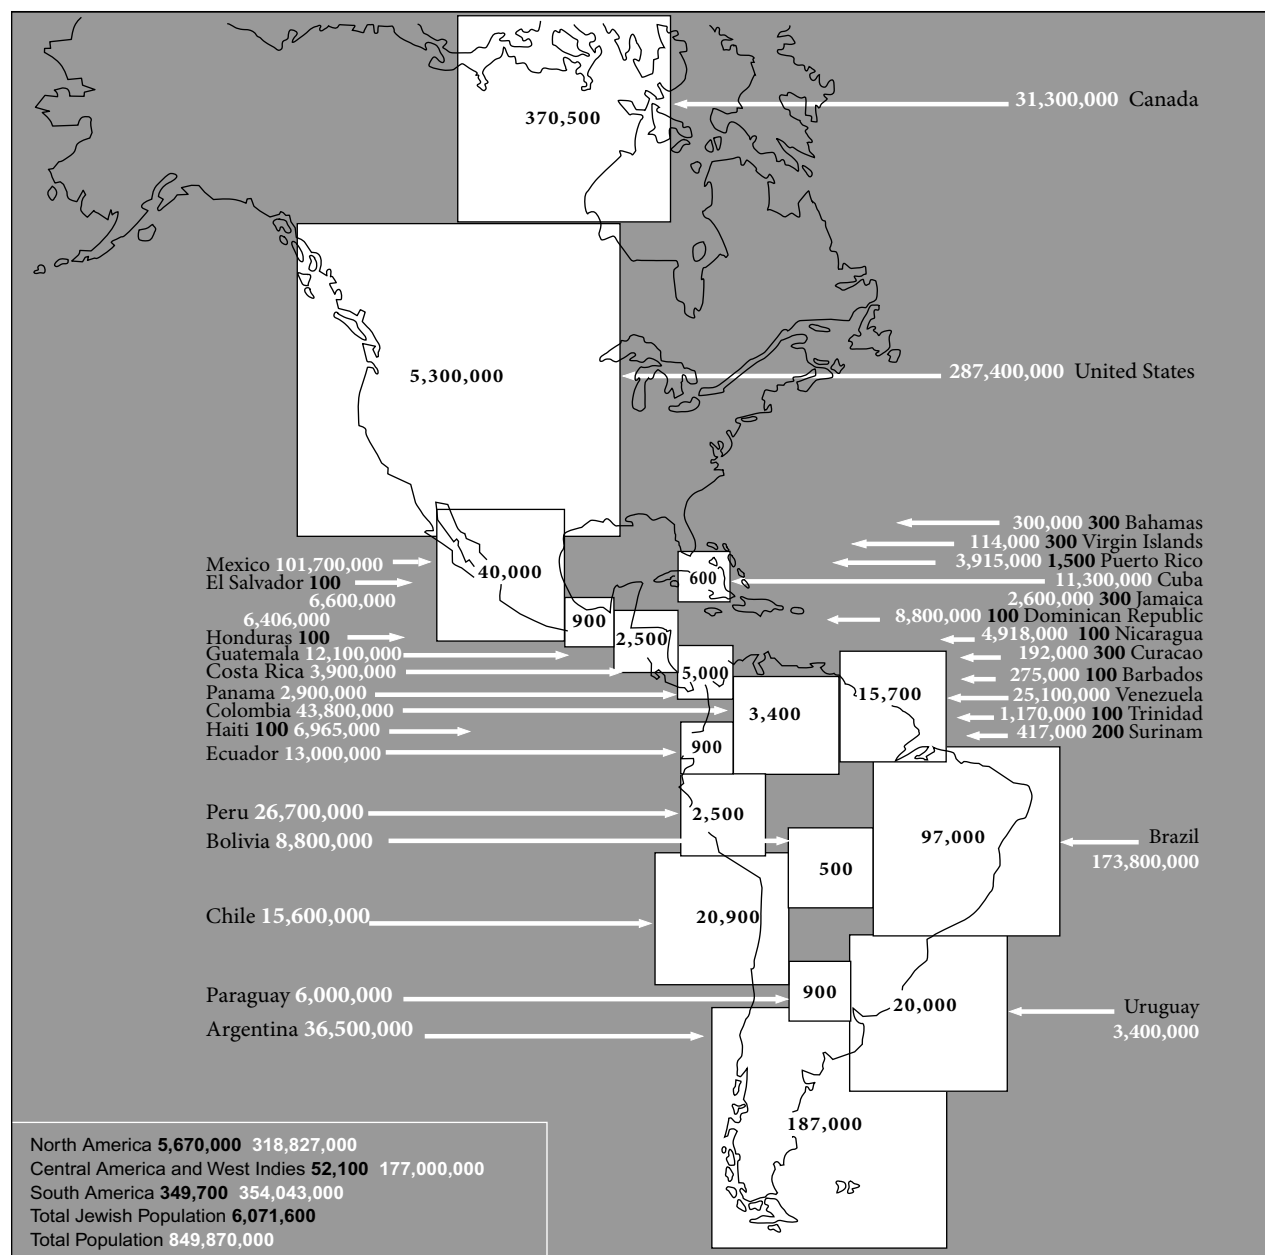 370,500
31,300,000 Canada
5,300,000
287,400,000 United States
300,000 300 Bahamas
114,000 300 Virgin Islands
3,915,000 1,500 Puerto Rico
600
11,300,000 Cuba
2,600,000 300 Jamaica
8,800,000 100 Dominican Republic
4,918,000 100 Nicaragua
192,000 300 Curacao
275,000 100 Barbados
25,100,000 Venezuela
1,170,000 100 Trinidad
417,000 200 Surinam
Mexico 101,700,000
El Salvador 100
6,600,000
6,406,000
Honduras 100
Guatemala 12,100,000
Costa Rica 3,900,000
Panama 2,900,000
Colombia 43,800,000
Haiti 100 6,965,000
Ecuador 13,000,000
40,000
900
2,500
5,000
15,700
3,400
900
Peru 26,700,000
2,500
Bolivia 8,800,000
500
97,000
Brazil
173,800,000
Chile 15,600,000
20,900
Paraguay 6,000,000
900
20,000
Uruguay
3,400,000
Argentina 36,500,000
187,000
North America 5,670,000 318,827,000
Central America and West Indies 52,100 177,000,000
South America 349,700 354,043,000
Total Jewish Population 6,071,600
Total Population 849,870,000